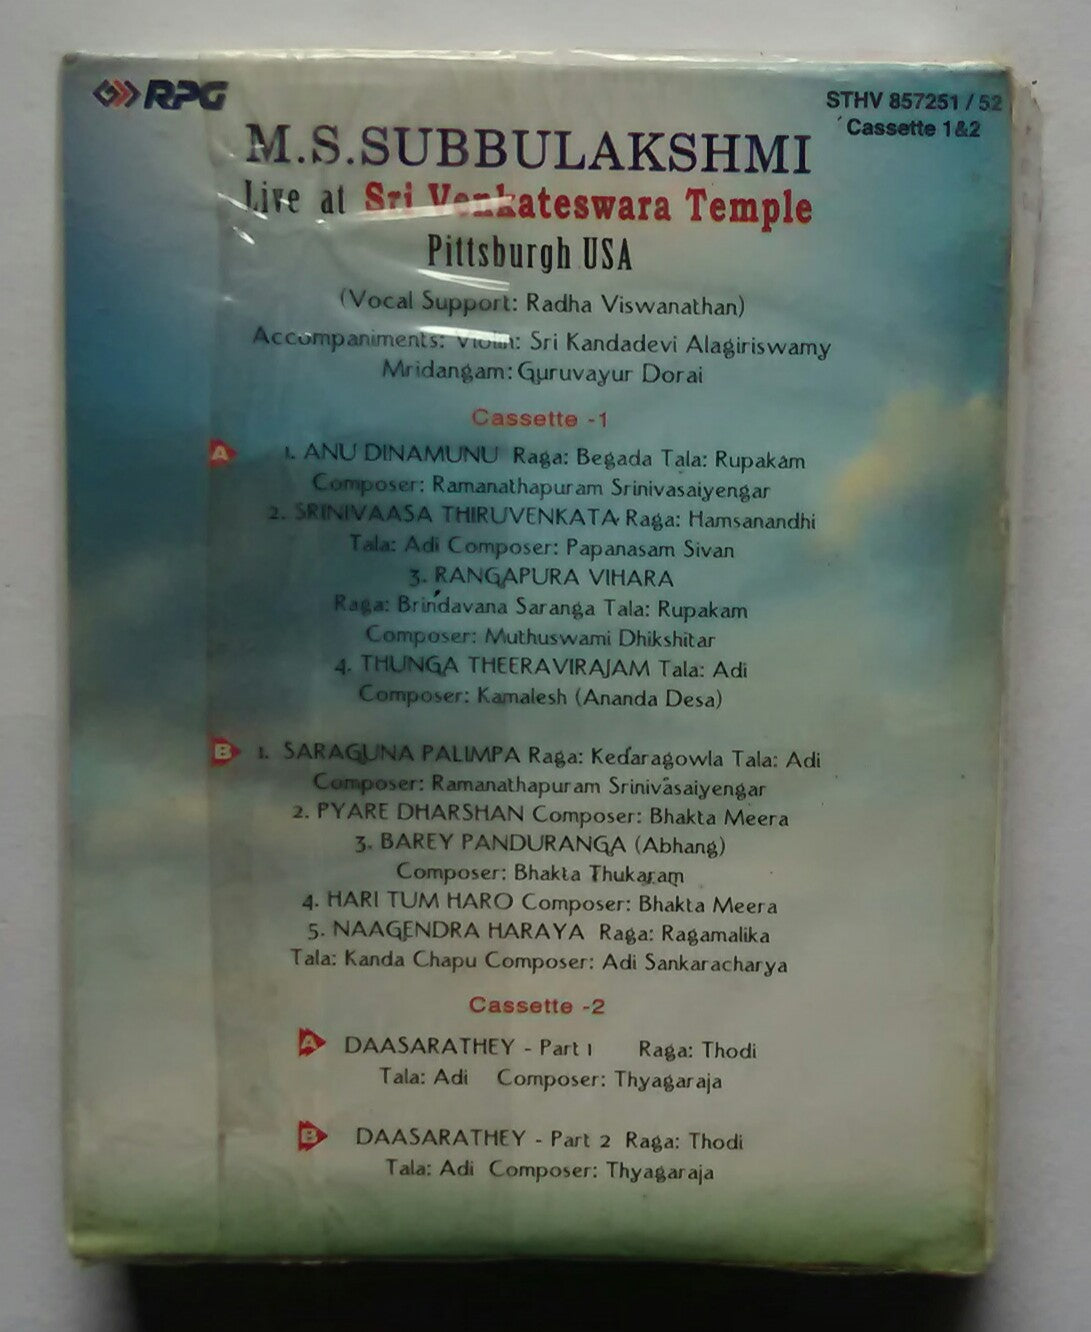 RPG
STHV 857251 / 52
Cassette 1&2
M.S.SUBBULAKSHMI
Live at Sri Venkateswara Temple
Pittsburgh USA
(Vocal Support: Radha Viswanathan)
Accompaniments: Violin: Sri Kandadevi Alagiriswamy
Mridangam: Guruvayur Dorai
Cassette -1
A 1. ANU DINAMUNU Raga: Begada Tala: Rupakam
Composer: Ramanathapuram Srinivasaiyengar
2. SRINIVAASA THIRUVENKATA Raga: Hamsanandhi
Tala: Adi Composer: Papanasam Sivan
3. RANGAPURA VIHARA
Raga: Brindavana Saranga Tala: Rupakam
Composer: Muthuswami Dhikshitar
4. THUNGA THEERAVIRAJAM Tala: Adi
Composer: Kamalesh (Ananda Desa)
B 1. SARAGUNA PALIMPA Raga: Kedaragowla Tala: Adi
Composer: Ramanathapuram Srinivasaiyengar
2. PYARE DHARSHAN Composer: Bhakta Meera
3. BAREY PANDURANGA (Abhang)
Composer: Bhakta Thukaram
4. HARI TUM HARO Composer: Bhakta Meera
5. NAAGENDRA HARAYA Raga: Ragamalika
Tala: Kanda Chapu Composer: Adi Sankaracharya
Cassette -2
A DAASARATHEY - Part 1 Raga: Thodi
Tala: Adi Composer: Thyagaraja
B DAASARATHEY - Part 2 Raga: Thodi
Tala: Adi Composer: Thyagaraja